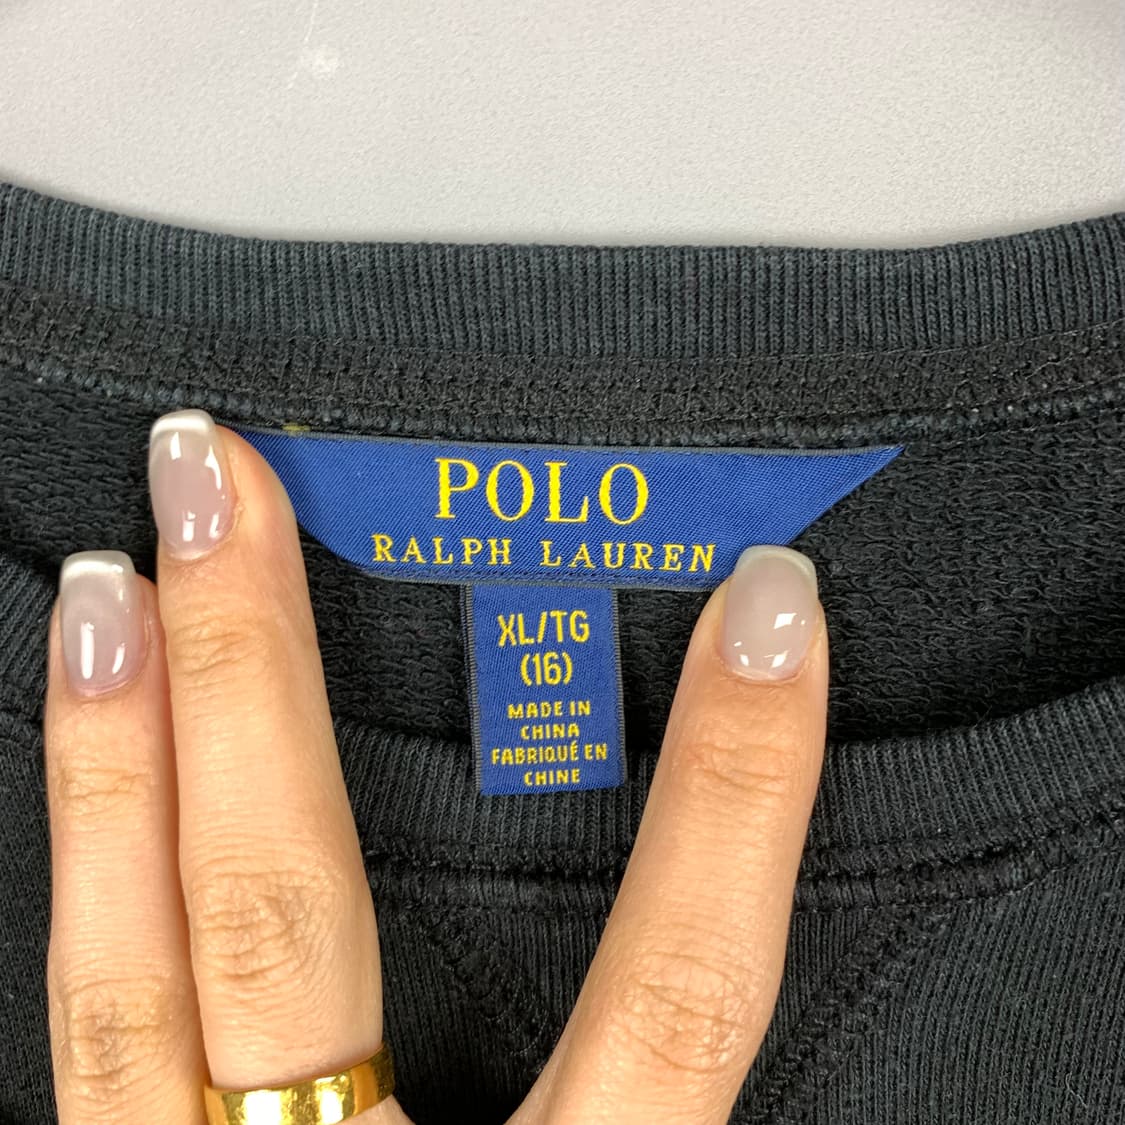 POLO
RALPH LAUREN
XL/TG
(16)
MADE IN
CHINA
FABRIQUÉ EN
CHINE